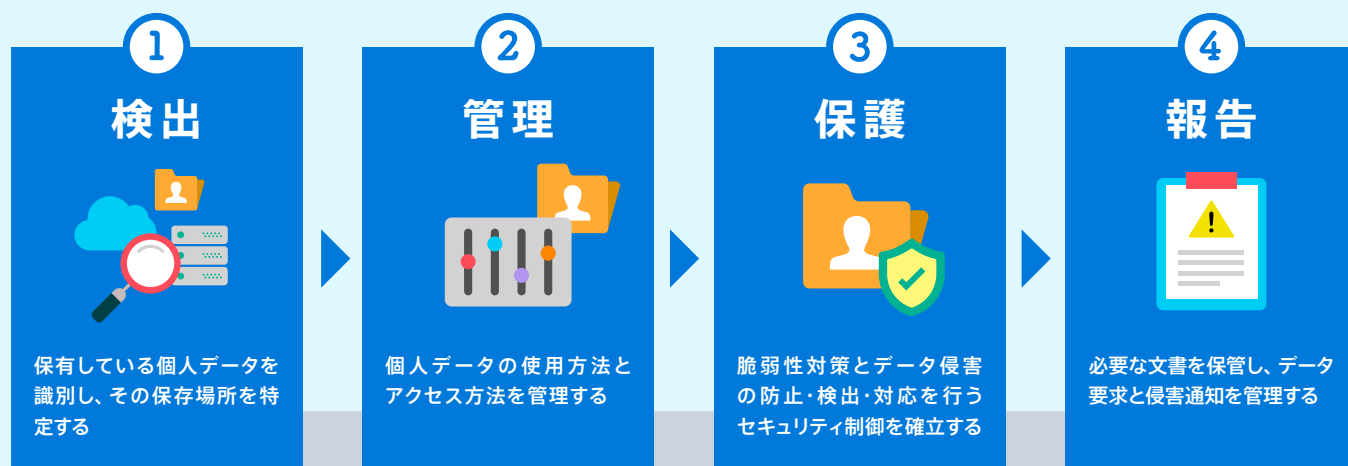 1
検出
保有している個人データを
識別し、その保存場所を特
定する
2
管理
個人データの使用方法と
アクセス方法を管理する
3
保護
脆弱性対策とデータ侵害
の防止・検出・対応を行う
セキュリティ制御を確立する
4
報告
必要な文書を保管し、データ
要求と侵害通知を管理する